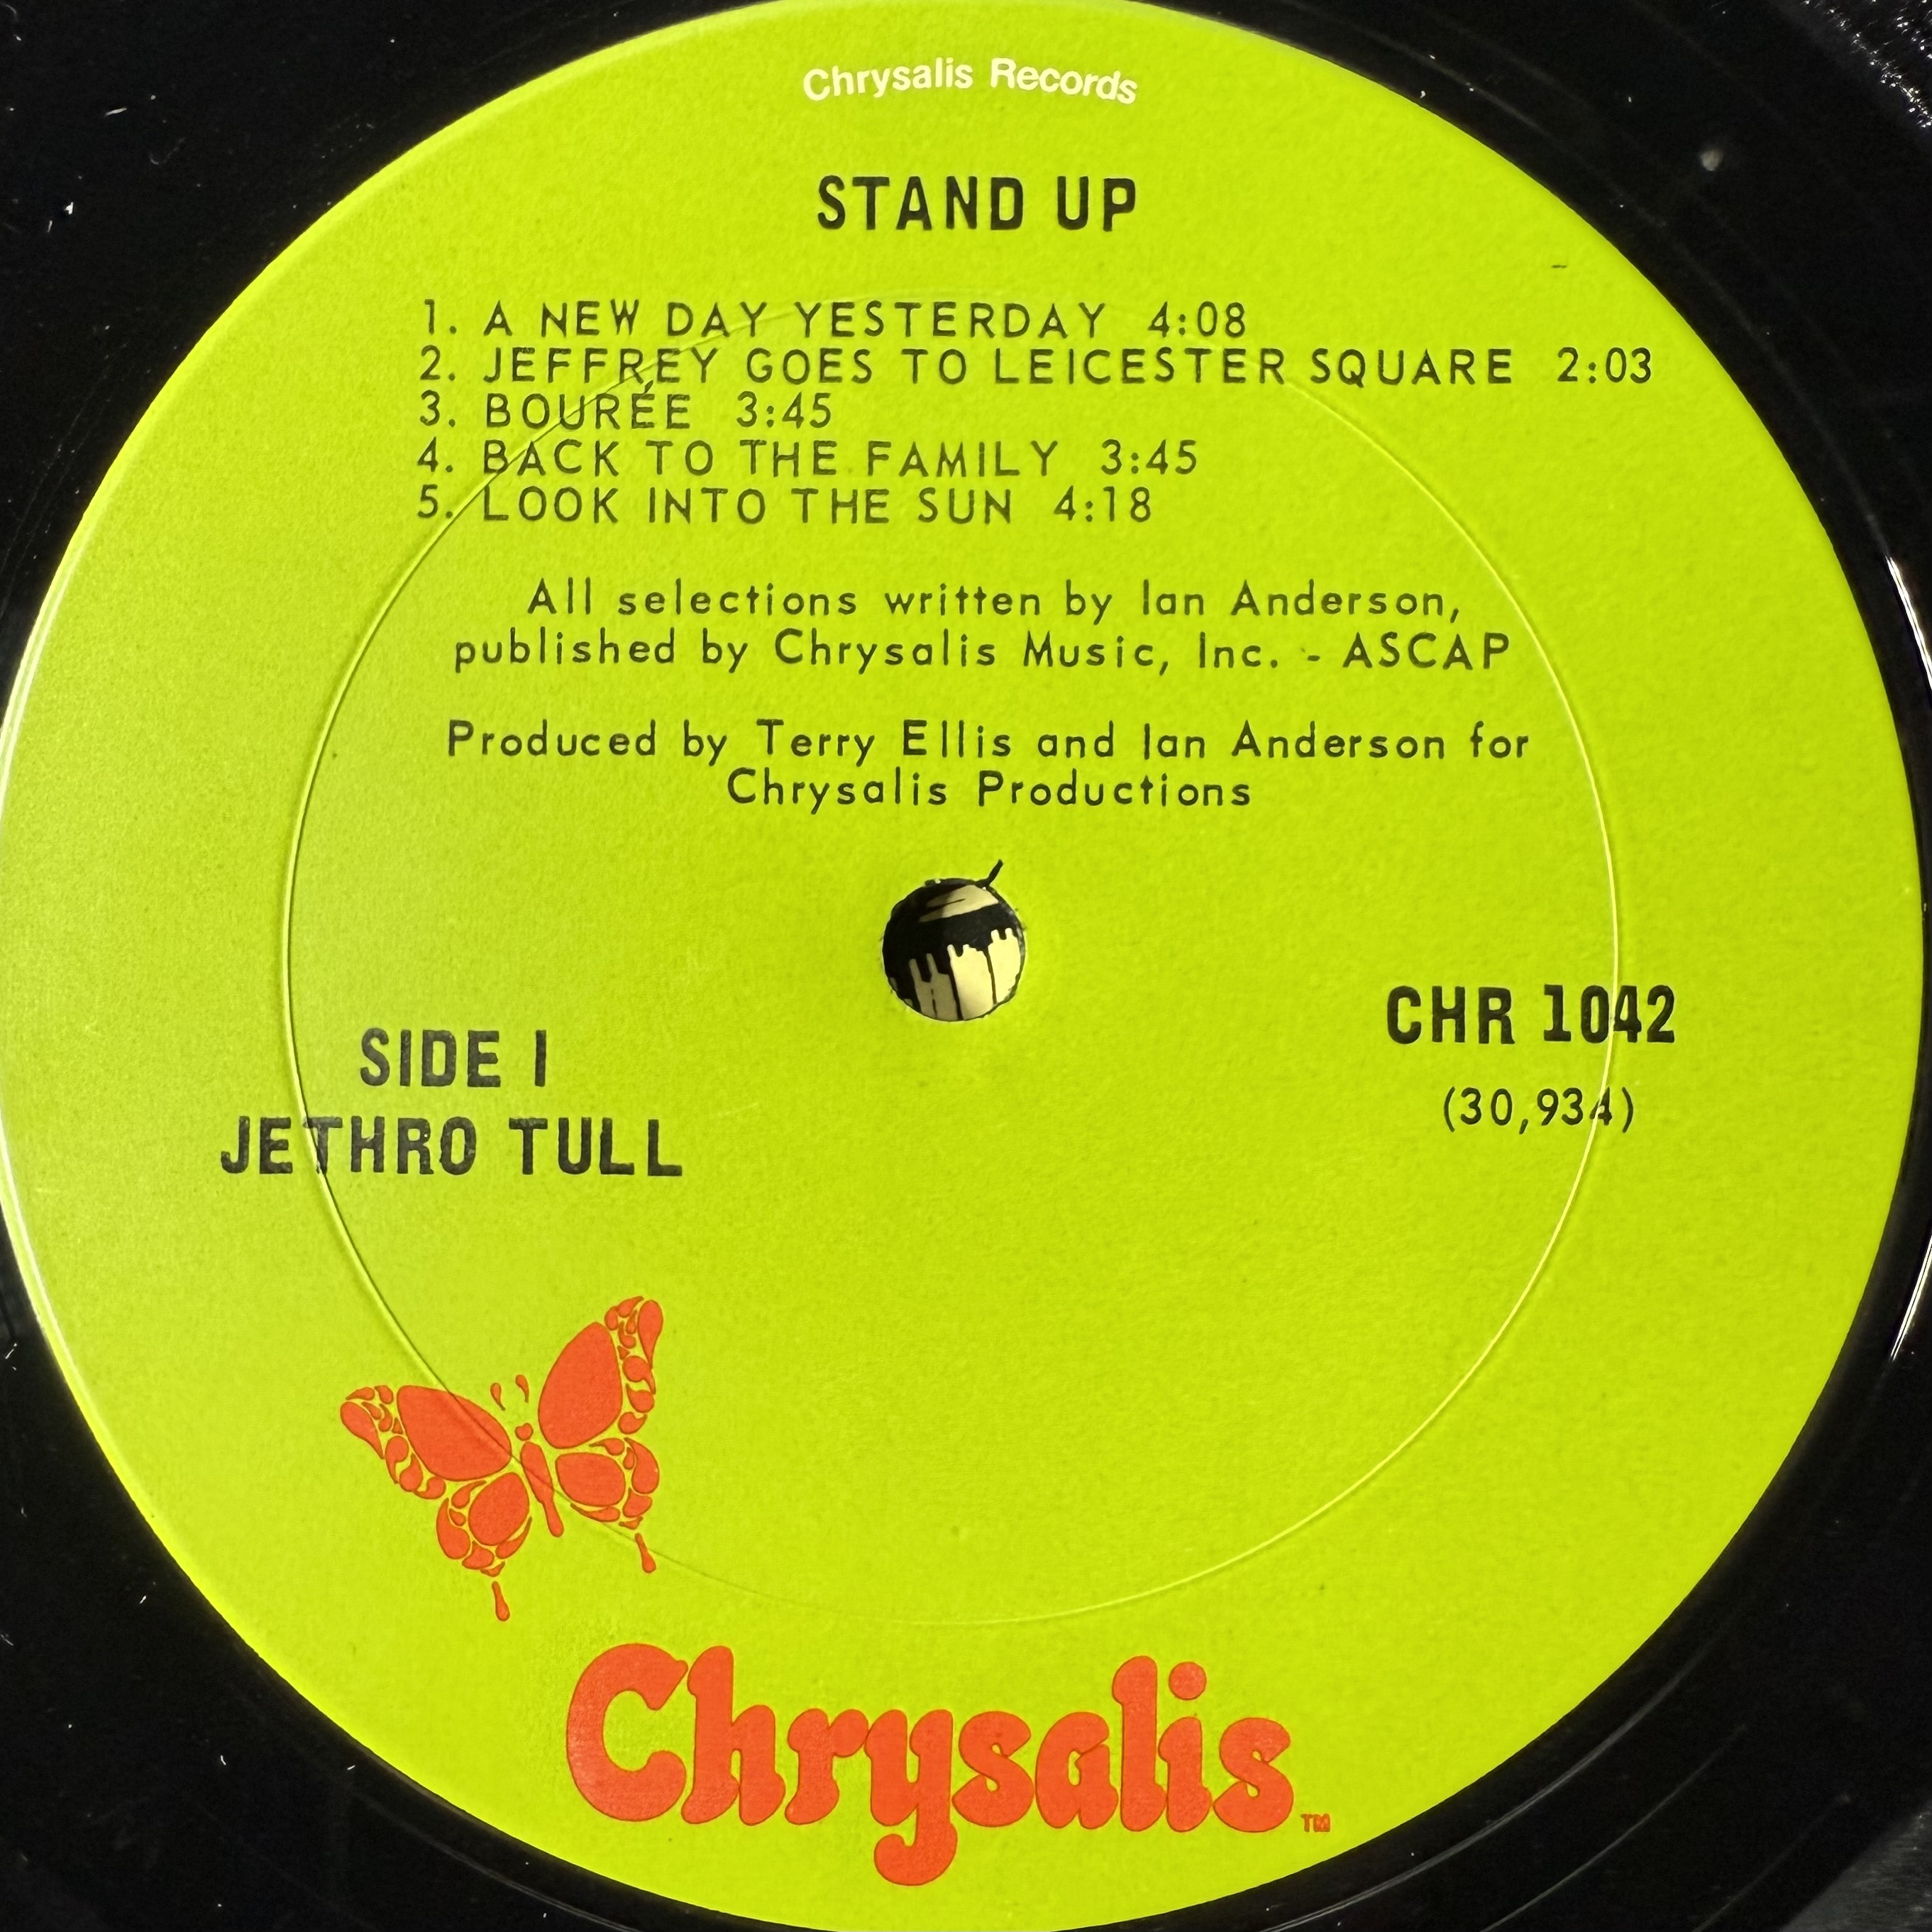 Chrysalis Records
STAND UP
1. A NEW DAY YESTERDAY 4:08
2. JEFFREY GOES TO LEICESTER SQUARE 2:03
3. BOURÉE 3:45
4. BACK TO THE FAMILY 3:45
5. LOOK INTO THE SUN 4:18
All selections written by Ian Anderson,
published by Chrysalis Music, Inc. - ASCAP
Produced by Terry Ellis and Ian Anderson for
Chrysalis Productions
CHR 1042
(30,934)
SIDE I
JETHRO TULL
Chrysalis TM